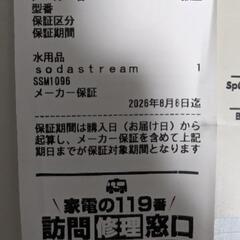 型番
保証区分
保証期間
水用品
sodastream 1
SSM1096
メーカー保証
2026年8月6日迄
保証期間は購入日（お届け日）から
起算し、メーカー保証を含めて上記
期日までが保証対象期間となります
家電の119番
訪問修理窓口